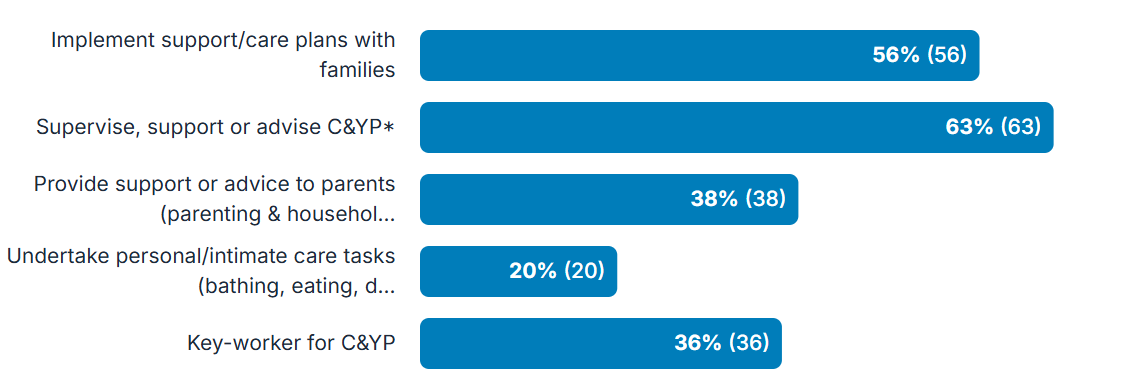 Implement support/care plans with
families
56% (56)
Supervise, support or advise C&YP*
63% (63)
Provide support or advice to parents
(parenting & househol...
38% (38)
Undertake personal/intimate care tasks
(bathing, eating, d...
20% (20)
Key-worker for C&YP
36% (36)